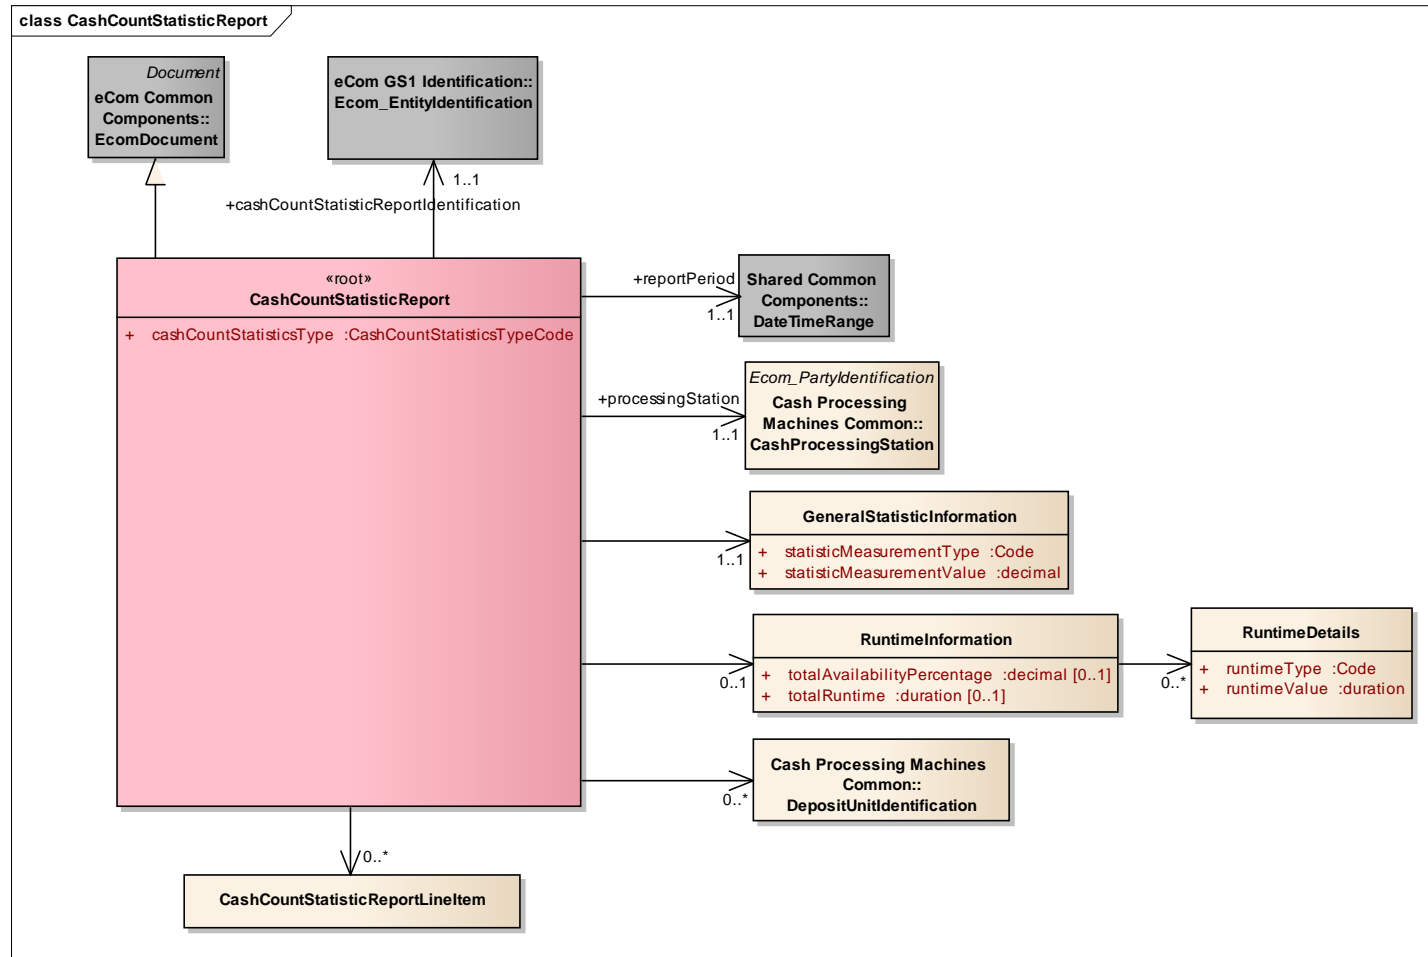 class CashCountStatisticReport
Document
eCom Common
Components::
EcomDocument
eCom GS1 Identification::
Ecom_EntityIdentification
1..1
+cashCountStatisticReportIdentification
«root»
CashCountStatisticReport
+ cashCountStatisticsType :CashCountStatisticsTypeCode
+reportPeriod
1..1
Shared Common
Components::
DateTimeRange
+processingStation
1..1
Ecom_PartyIdentification
Cash Processing
Machines Common::
CashProcessingStation
1..1
GeneralStatisticInformation
+ statisticMeasurementType :Code
+ statisticMeasurementValue :decimal
0..1
RuntimeInformation
+ totalAvailabilityPercentage :decimal [0..1]
+ totalRuntime :duration [0..1]
0..*
RuntimeDetails
+ runtimeType :Code
+ runtimeValue :duration
0..*
Cash Processing Machines
Common::
DepositUnitIdentification
0..*
CashCountStatisticReportLineItem